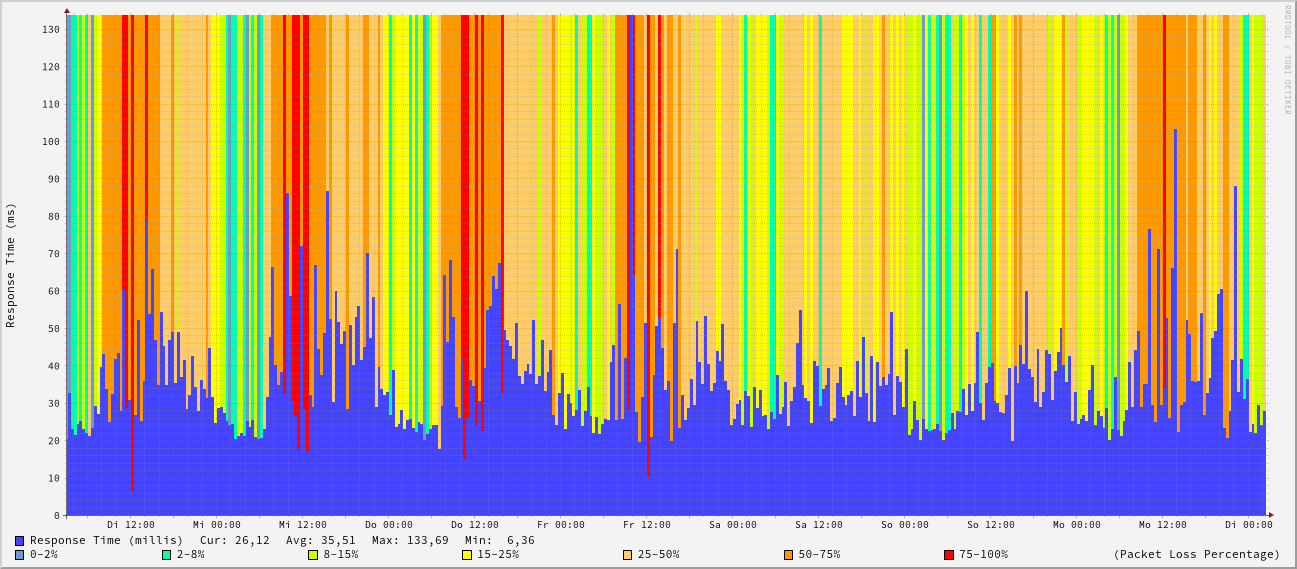 RRDTOOL / TOBI OETIKER
Response Time (ms)
130
120
110
100
90
80
70
60
50
40
30
20
10
0
Di 12:00 Mi 00:00 Mi 12:00 Do 00:00 Do 12:00 Fr 00:00 Fr 12:00 Sa 00:00 Sa 12:00 So 00:00 So 12:00 Mo 00:00 Mo 12:00 Di 00:00
Response Time (millis) Cur: 26,12 Avg: 35,51 Max: 133,69 Min: 6,36
0-2% 2-8% 8-15% 15-25% 25-50% 50-75% 75-100% (Packet Loss Percentage)